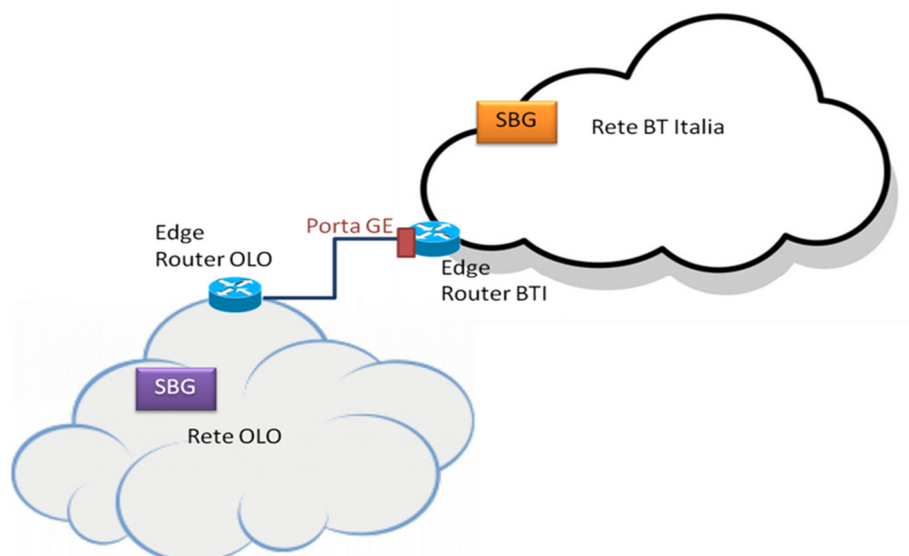 SBG
Rete BT Italia
Porta GE
Edge
Router OLO
Edge
Router BTI
SBG
Rete OLO